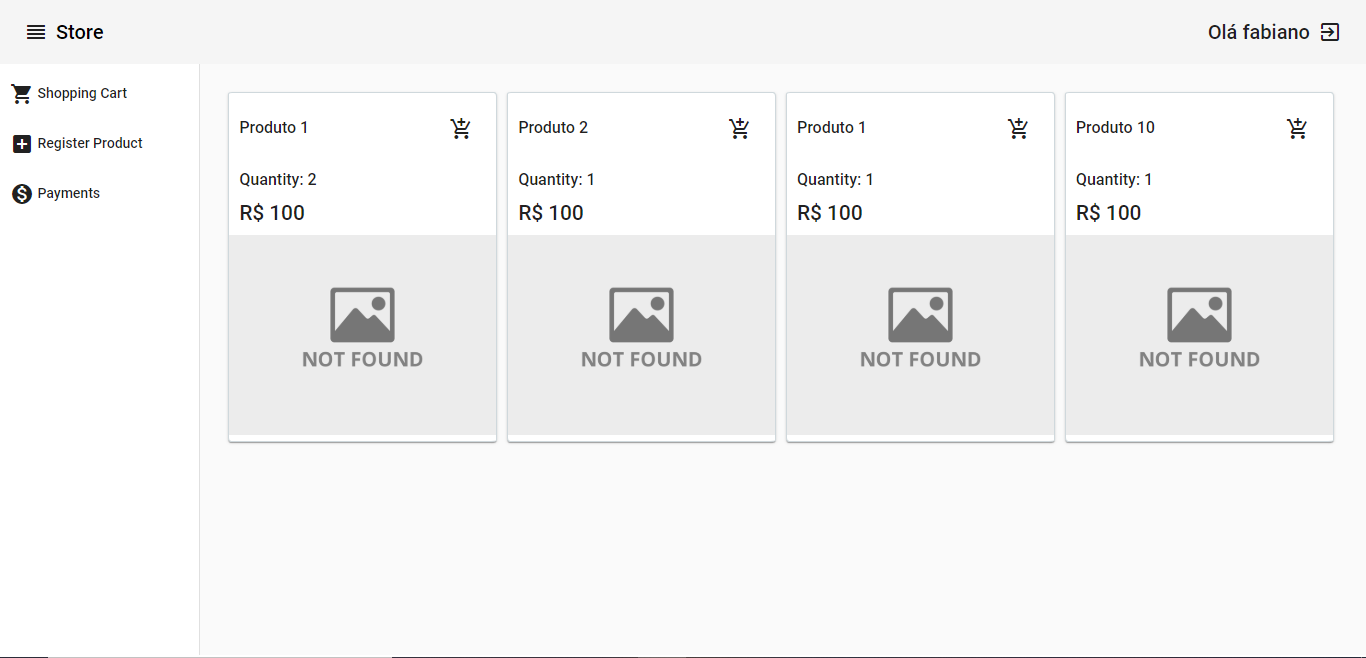 Store
Olá fabiano
Shopping Cart
Register Product
Payments
Produto 1
Quantity: 2
R$ 100
NOT FOUND
Produto 2
Quantity: 1
R$ 100
NOT FOUND
Produto 1
Quantity: 1
R$ 100
NOT FOUND
Produto 10
Quantity: 1
R$ 100
NOT FOUND